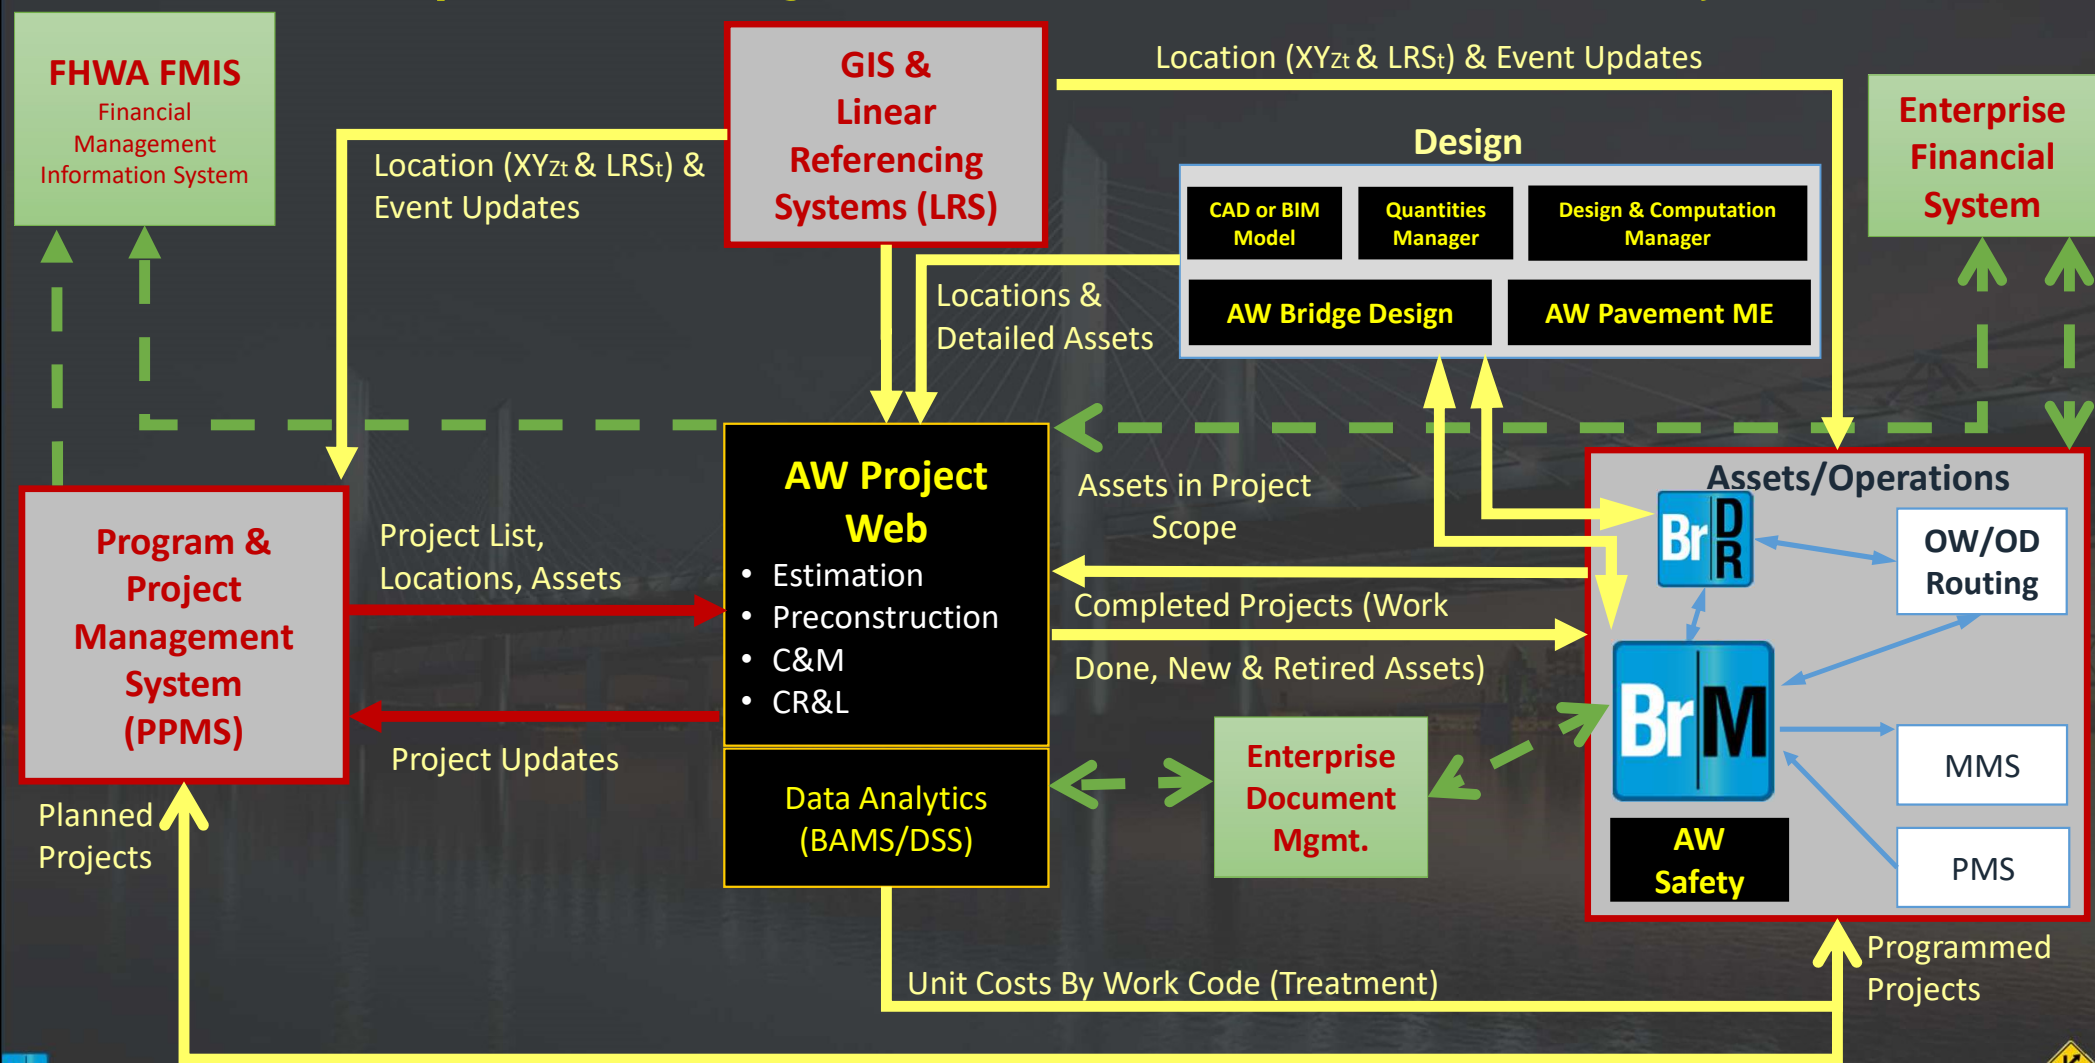 FHWA FMIS
Financial
Management
Information System
GIS &
Linear
Referencing
Systems (LRS)
Location (XYZt & LRSt) & Event Updates
Enterprise
Financial
System
Location (XYZt & LRSt) &
Event Updates
Design
CAD or BIM
Model
Quantities
Manager
Design & Computation
Manager
AW Bridge Design
AW Pavement ME
Locations &
Detailed Assets
Program &
Project
Management
System
(PPMS)
Project List,
Locations, Assets
Project Updates
AW Project
Web
• Estimation
• Preconstruction
• C&M
• CR&L
Data Analytics
(BAMS/DSS)
Assets in Project
Scope
Completed Projects (Work
Done, New & Retired Assets)
Enterprise
Document
Mgmt.
Assets/Operations
Br DR
OW/OD
Routing
BrM
MMS
PMS
AW
Safety
Planned
Projects
Unit Costs By Work Code (Treatment)
Programmed
Projects